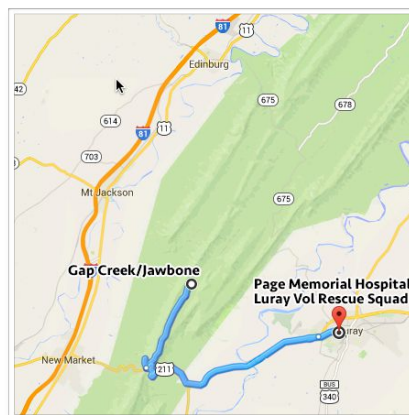 81
11
Edinburg
42
675
678
614
81
11
703
675
Mt Jackson
Gap Creek/Jawbone
Page Memorial Hospital
Luray Vol Rescue Squad
ray
New Market
211
BUS
340